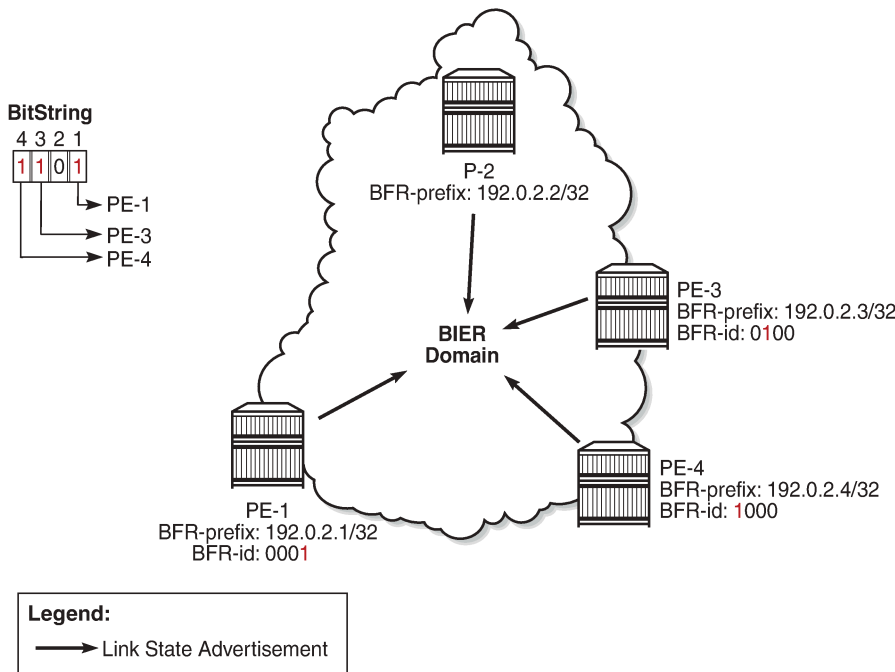 BitString
4 3 2 1
1 1 0 1
PE-1
PE-3
PE-4
P-2
BFR-prefix: 192.0.2.2/32
PE-3
BFR-prefix: 192.0.2.3/32
BFR-id: 0100
BIER
Domain
PE-4
BFR-prefix: 192.0.2.4/32
BFR-id: 1000
PE-1
BFR-prefix: 192.0.2.1/32
BFR-id: 0001
Legend:
Link State Advertisement